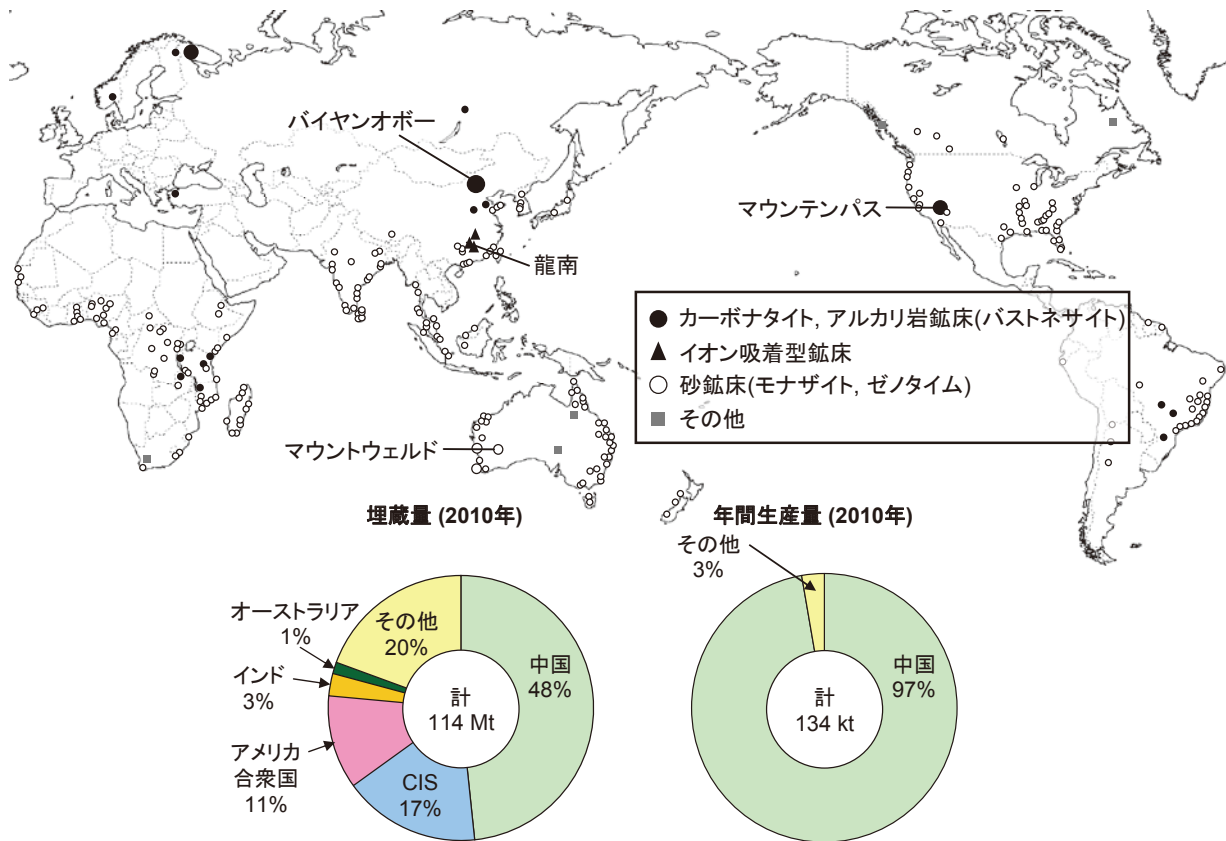 バイヤンオボー
マウンテンパス
龍南
カーボナタイト, アルカリ岩鉱床(バストネサイト)
イオン吸着型鉱床
砂鉱床(モナザイト, ゼノタイム)
その他
マウントウェルド
埋蔵量 (2010年)
オーストラリア
1%
インド
3%
アメリカ
合衆国
11%
その他
20%
中国
48%
計
114 Mt
CIS
17%
年間生産量 (2010年)
その他
3%
中国
97%
計
134 kt